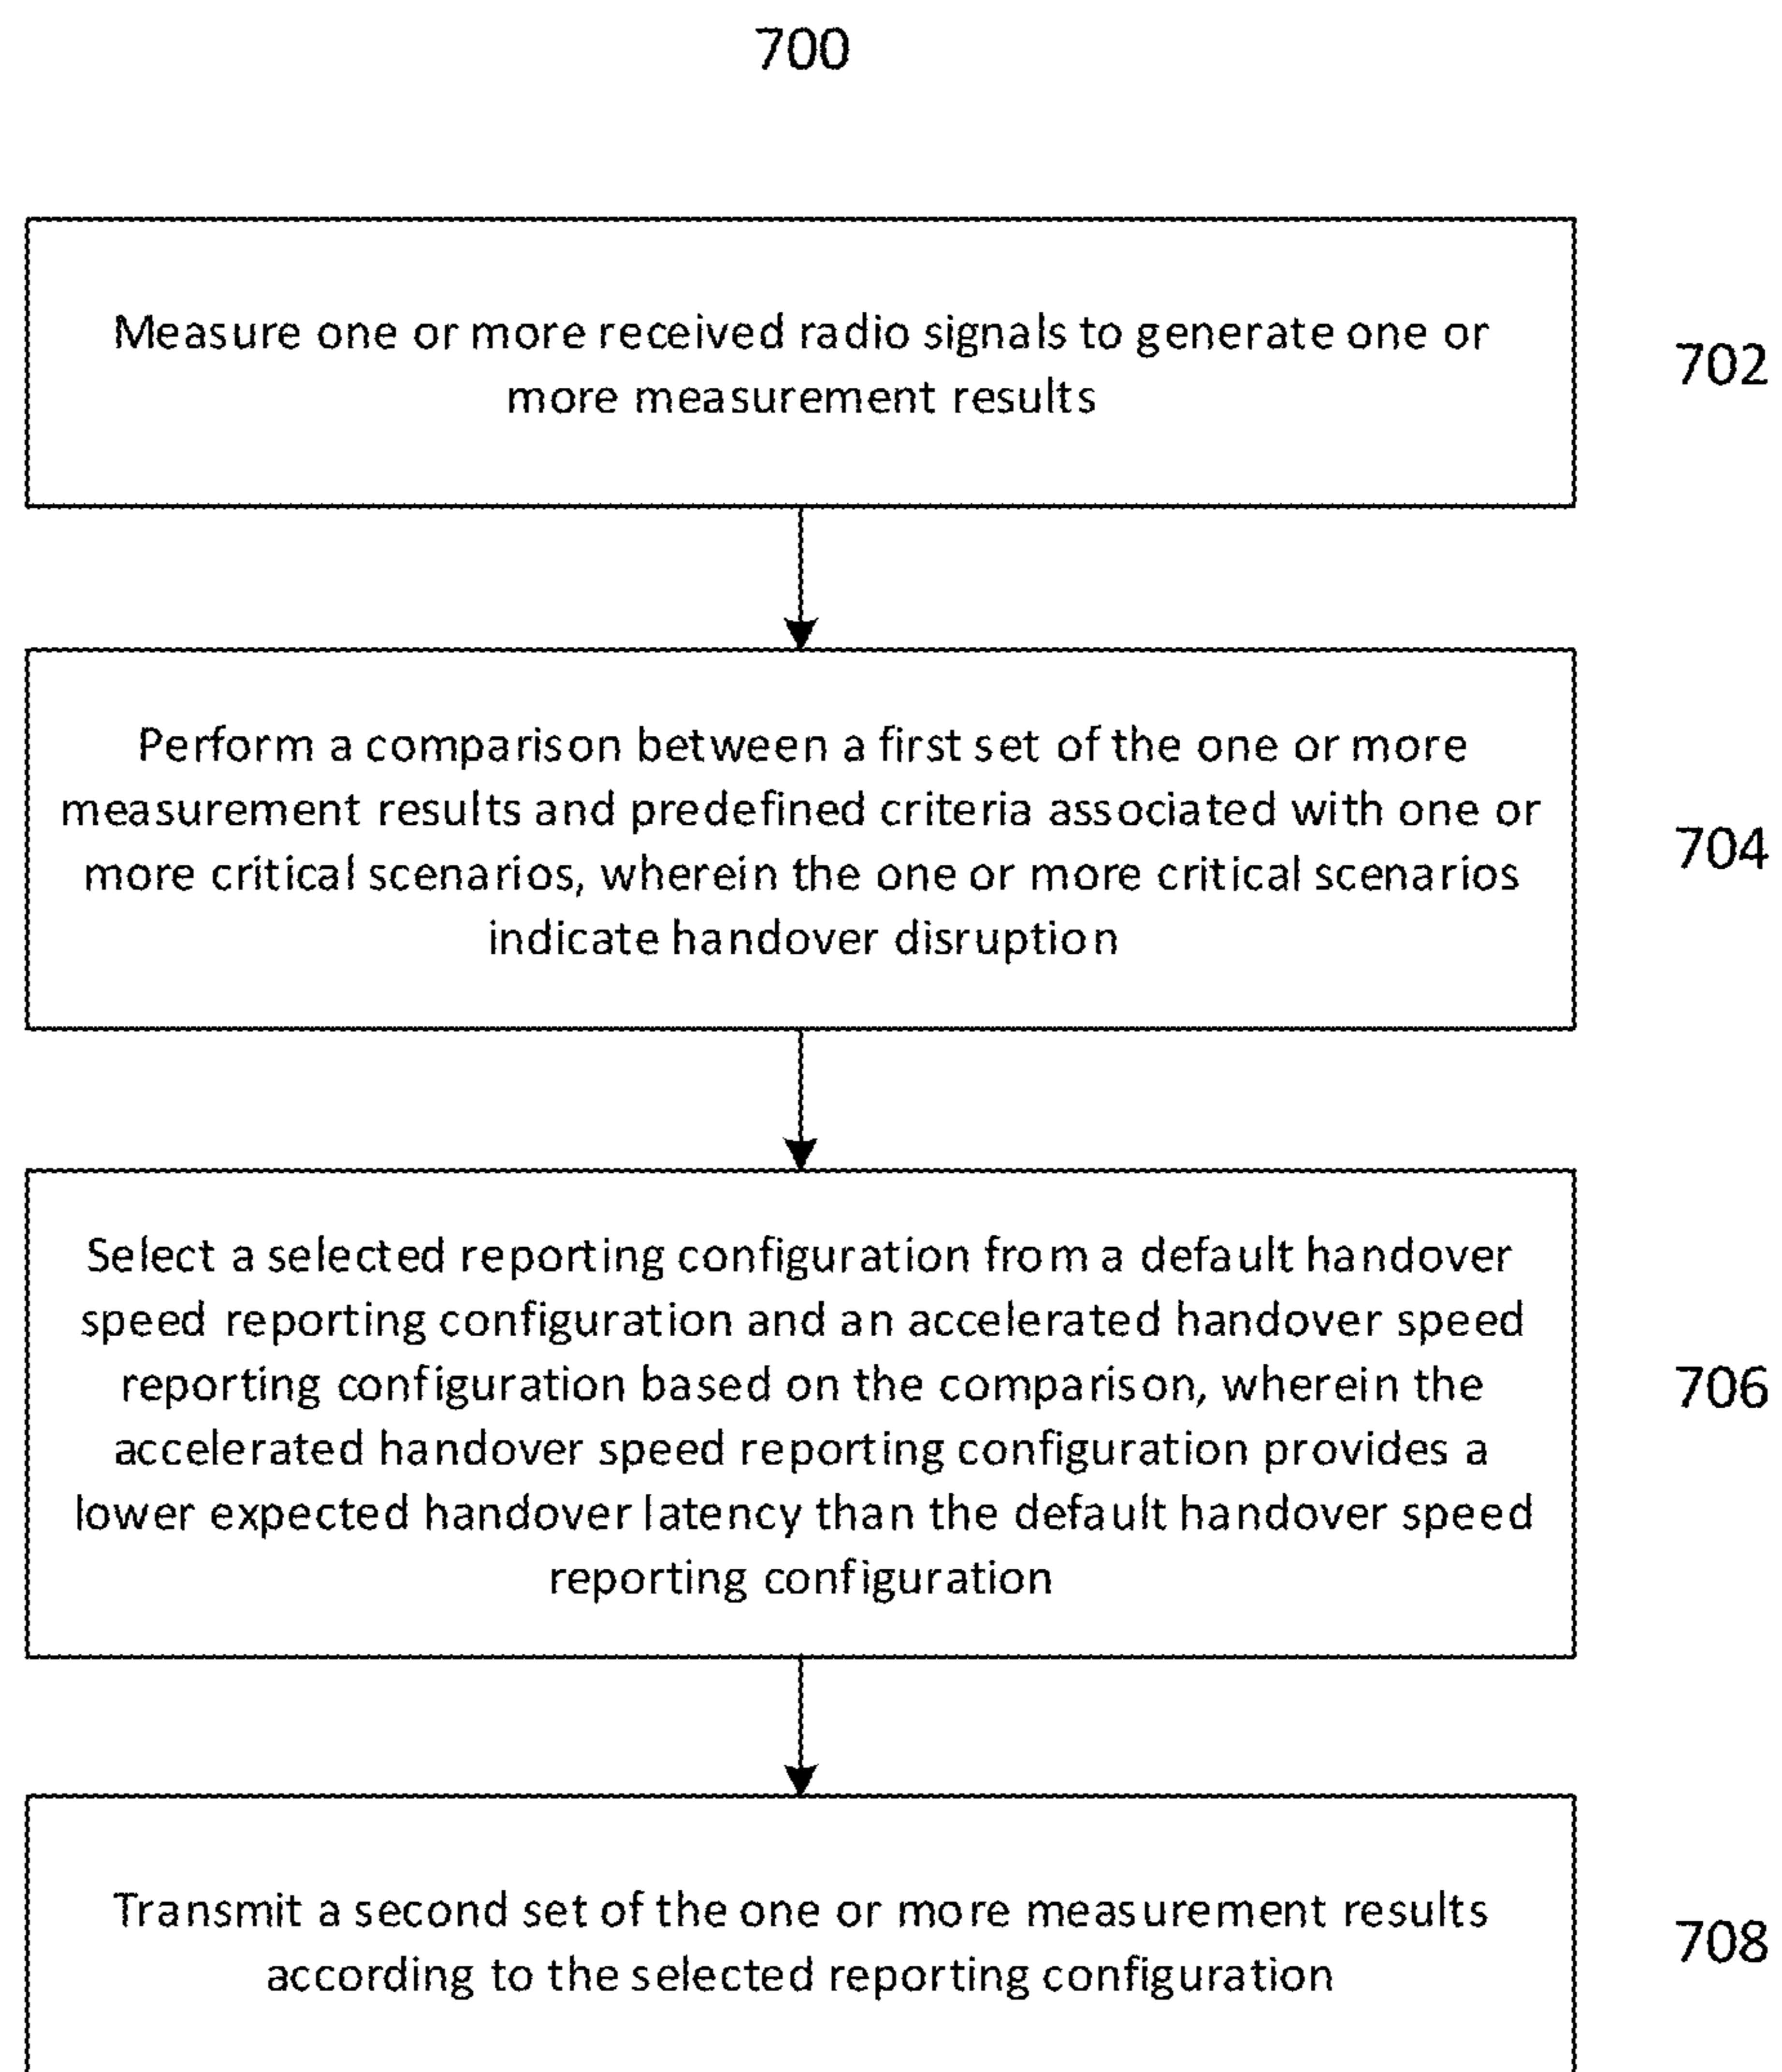 700
Measure one or more received radio signals to generate one or
more measurement results
702
Perform a comparison between a first set of the one or more
measurement results and predefined criteria associated with one or
more critical scenarios, wherein the one or more critical scenarios
indicate handover disruption
704
Select a selected reporting configuration from a default handover
speed reporting configuration and an accelerated handover speed
reporting configuration based on the comparison, wherein the
accelerated handover speed reporting configuration provides a
lower expected handover latency than the default handover speed
reporting configuration
706
Transmit a second set of the one or more measurement results
according to the selected reporting configuration
708